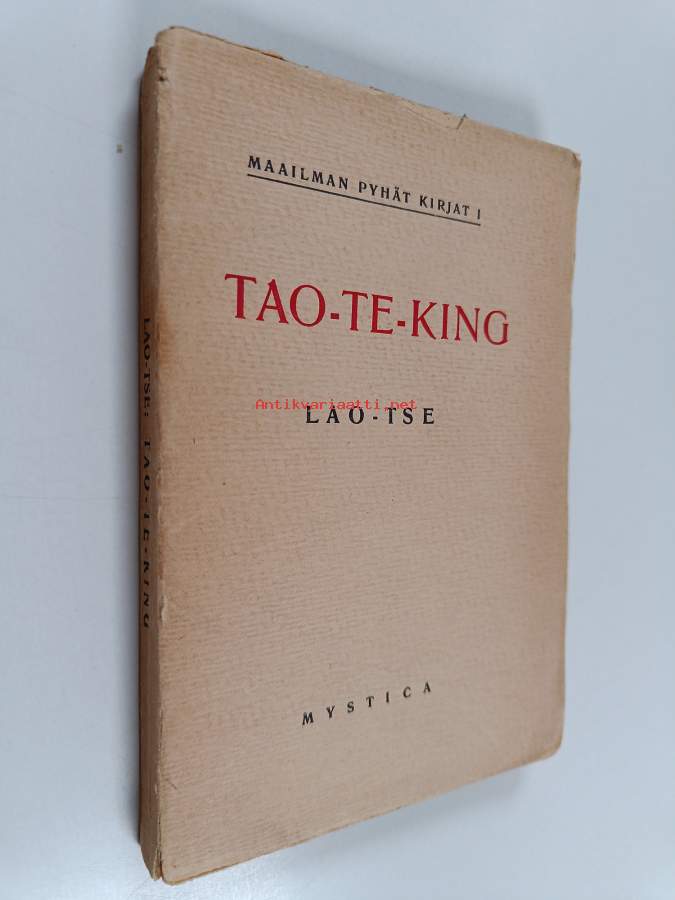 MAAILMAN PYHÄT KIRJAT I
TAO-TE-KING
Antikvariaatti.net
LAO-TSE
MYSTICA
LAO-TSE: TAO-TE-KING